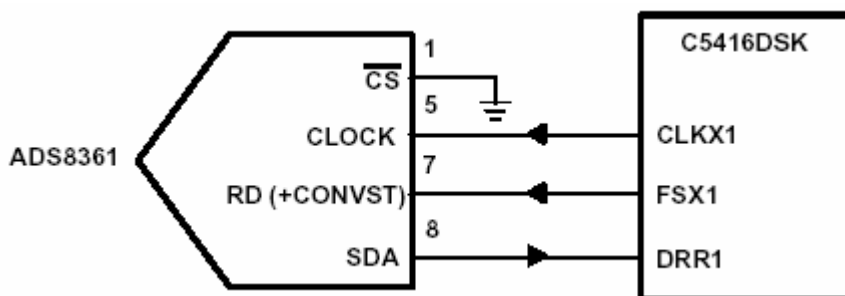 C5416DSK
1
CS
5
CLOCK
CLKX1
ADS8361
7
RD (+CONVST)
FSX1
8
SDA
DRR1